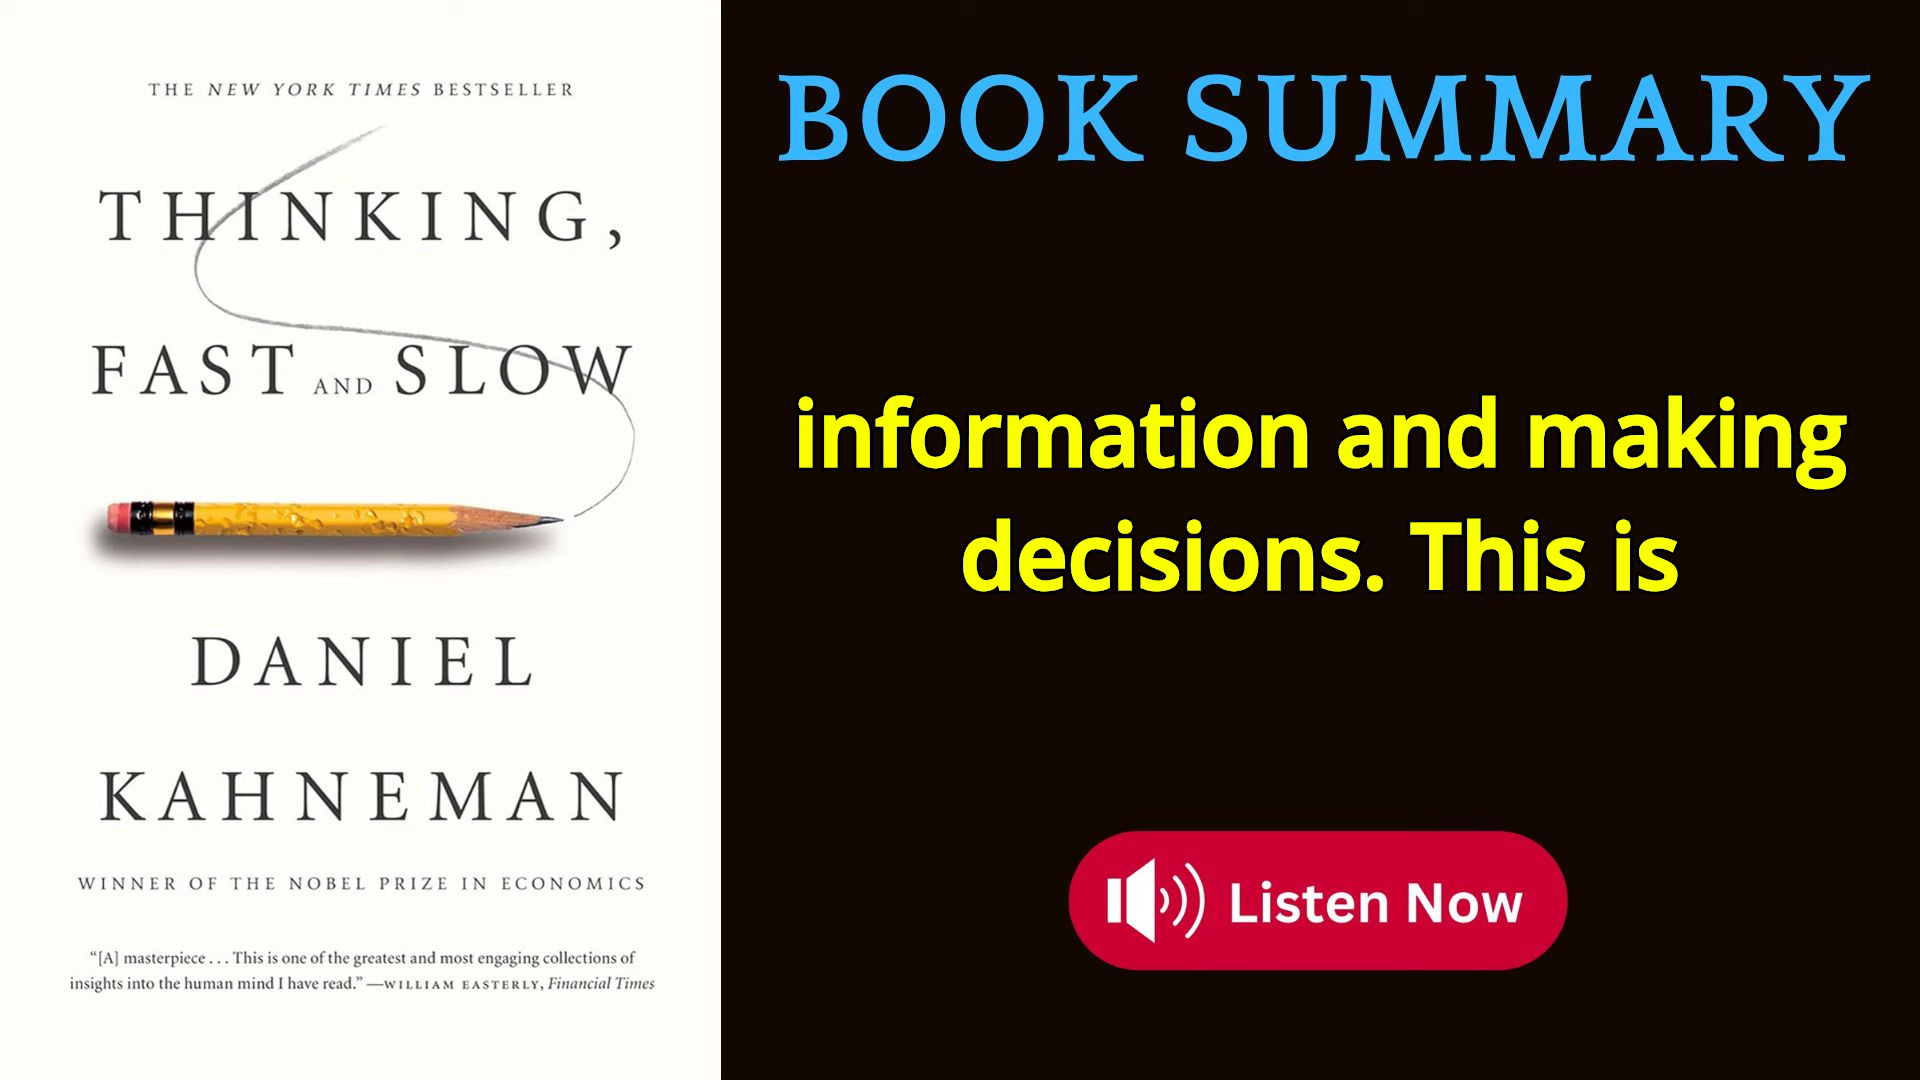 THE NEW YORK TIMES BESTSELLER
THINKING,
FAST AND SLOW
DANIEL
KAHNEMAN
WINNER OF THE NOBEL PRIZE IN ECONOMICS
“[A] masterpiece . . . This is one of the greatest and most engaging collections of
insights into the human mind I have read.” —WILLIAM EASTERLY, Financial Times
BOOK SUMMARY
information and making
decisions. This is
Listen Now